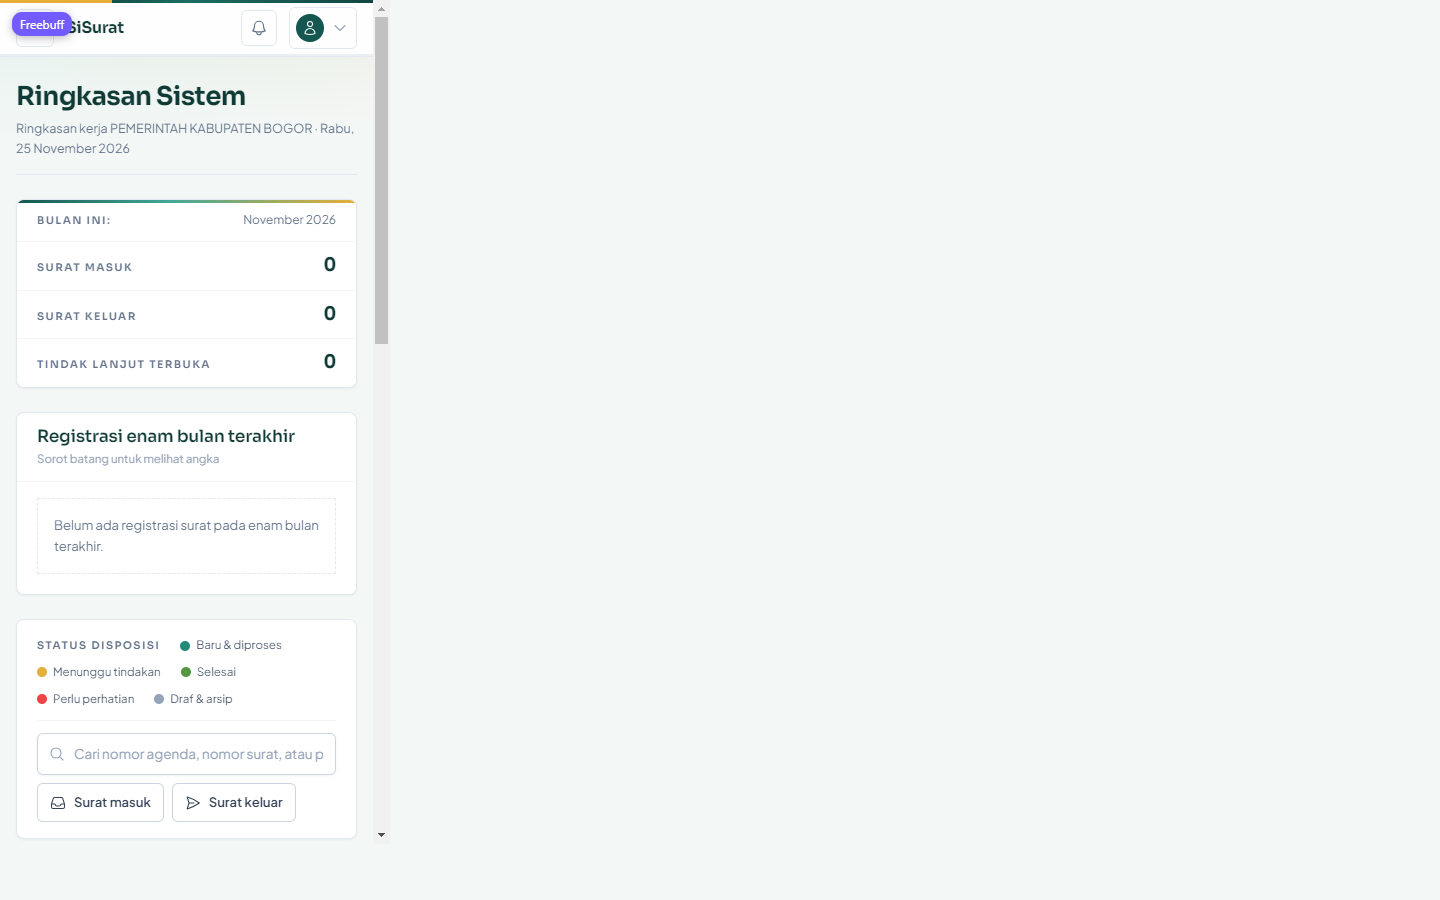 Freebuff
SiSurat
Ringkasan Sistem
Ringkasan kerja PEMERINTAH KABUPATEN BOGOR · Rabu,
25 November 2026
BULAN INI: November 2026
SURAT MASUK 0
SURAT KELUAR 0
TINDAK LANJUT TERBUKA 0
Registrasi enam bulan terakhir
Sorot batang untuk melihat angka
Belum ada registrasi surat pada enam bulan
terakhir.
STATUS DISPOSISI Baru & diproses
Menunggu tindakan Selesai
Perlu perhatian Draf & arsip
Cari nomor agenda, nomor surat, atau p
Surat masuk Surat keluar